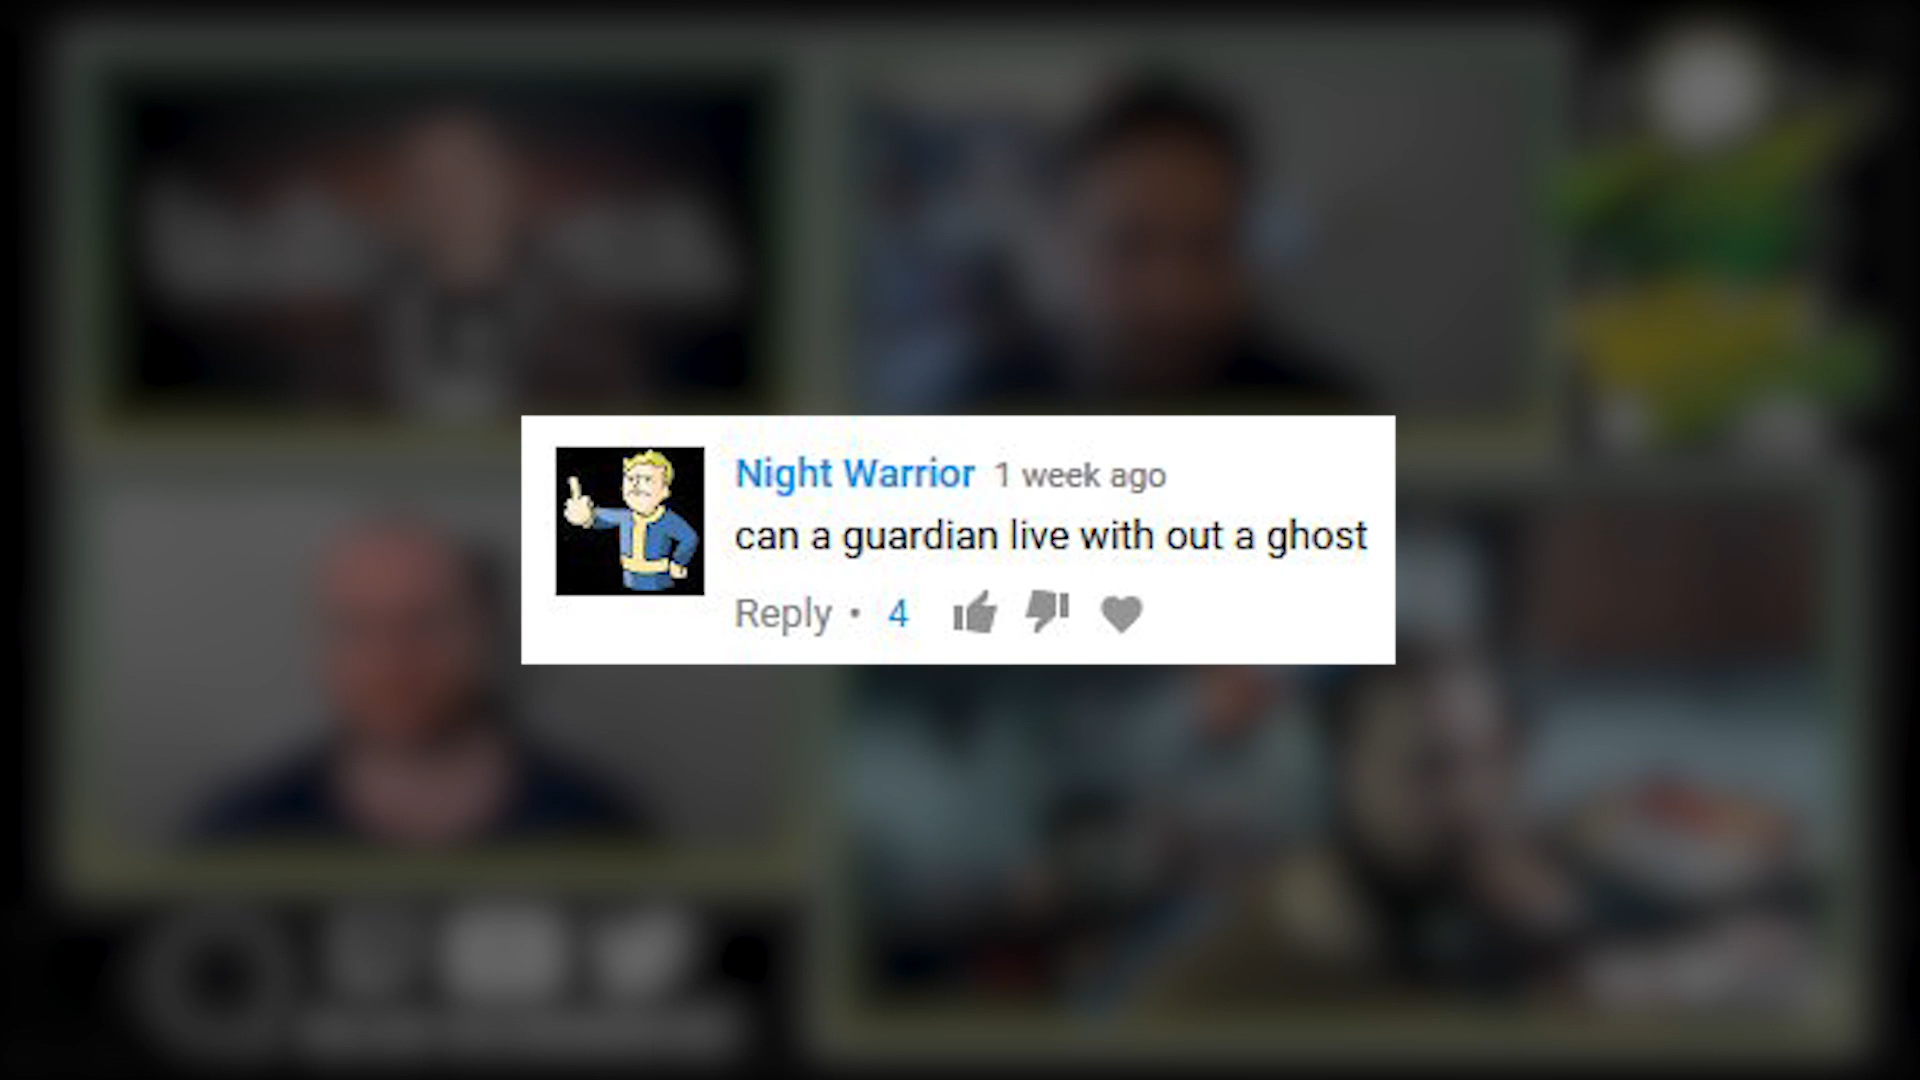 Night Warrior 1 week ago
can a guardian live with out a ghost
Reply • 4